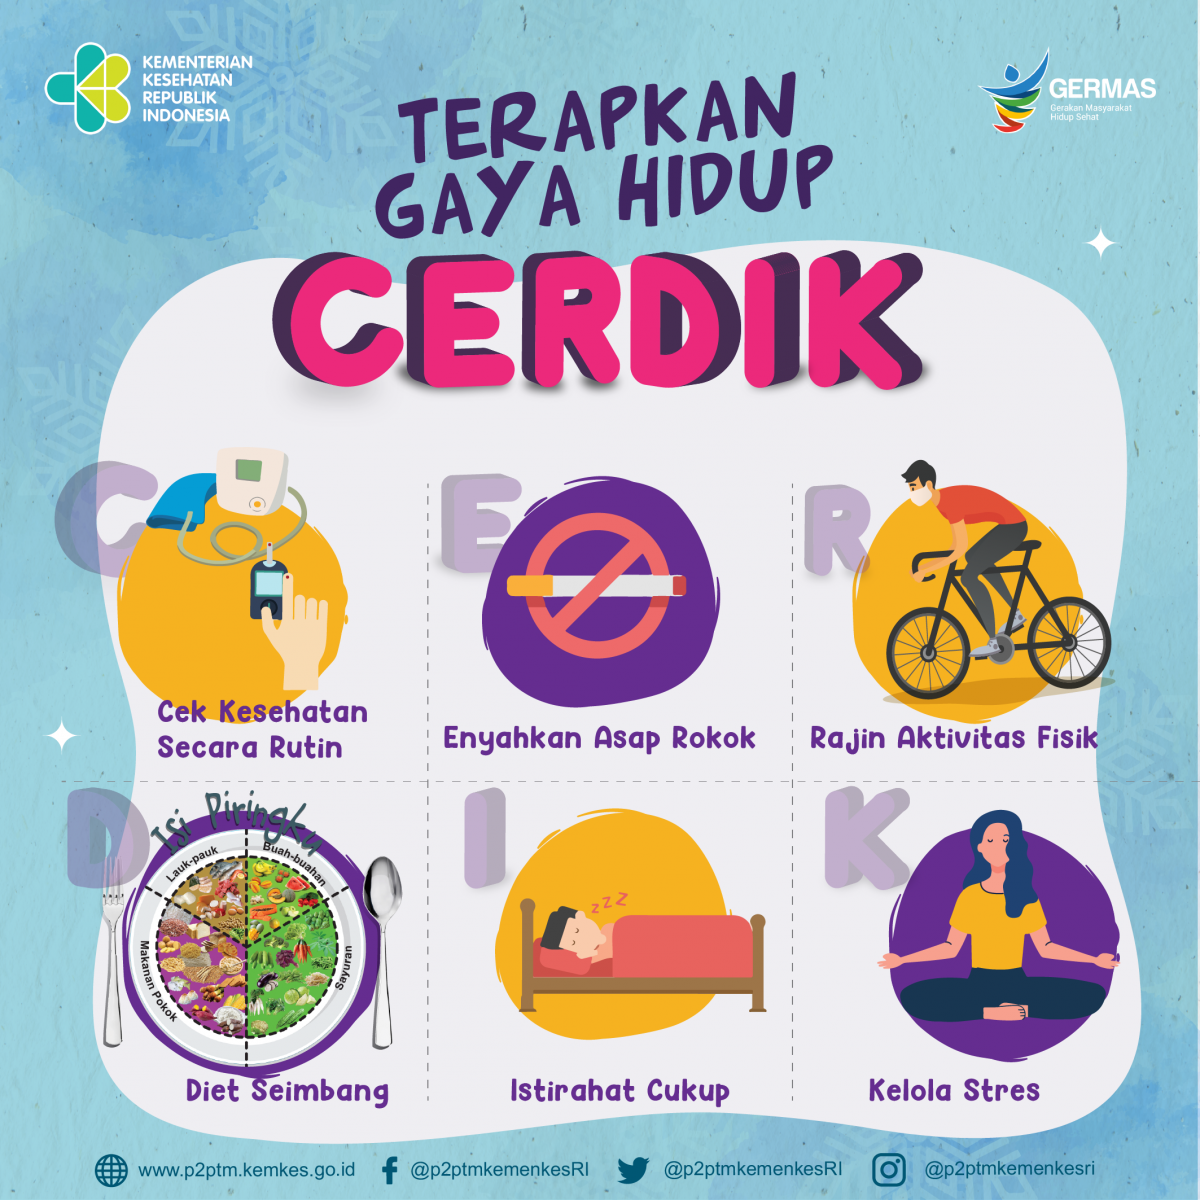 KEMENTERIAN
KESEHATAN
REPUBLIK
INDONESIA
GERMAS
Gerakan Masyarakat
Hidup Sehat
TERAPKAN
GAYA HIDUP
CERDIK
C
E
R
Cek Kesehatan
Secara Rutin
Enyahkan Asap Rokok
Rajin Aktivitas Fisik
D
I
K
Isi Piringku
Lauk-pauk
Buah-buahan
Makanan Pokok
Sayuran
zzz
Diet Seimbang
Istirahat Cukup
Kelola Stres
www.p2ptm.kemkes.go.id
@p2ptmkemenkesRI
@p2ptmkemenkesRI
@p2ptmkemenkesri